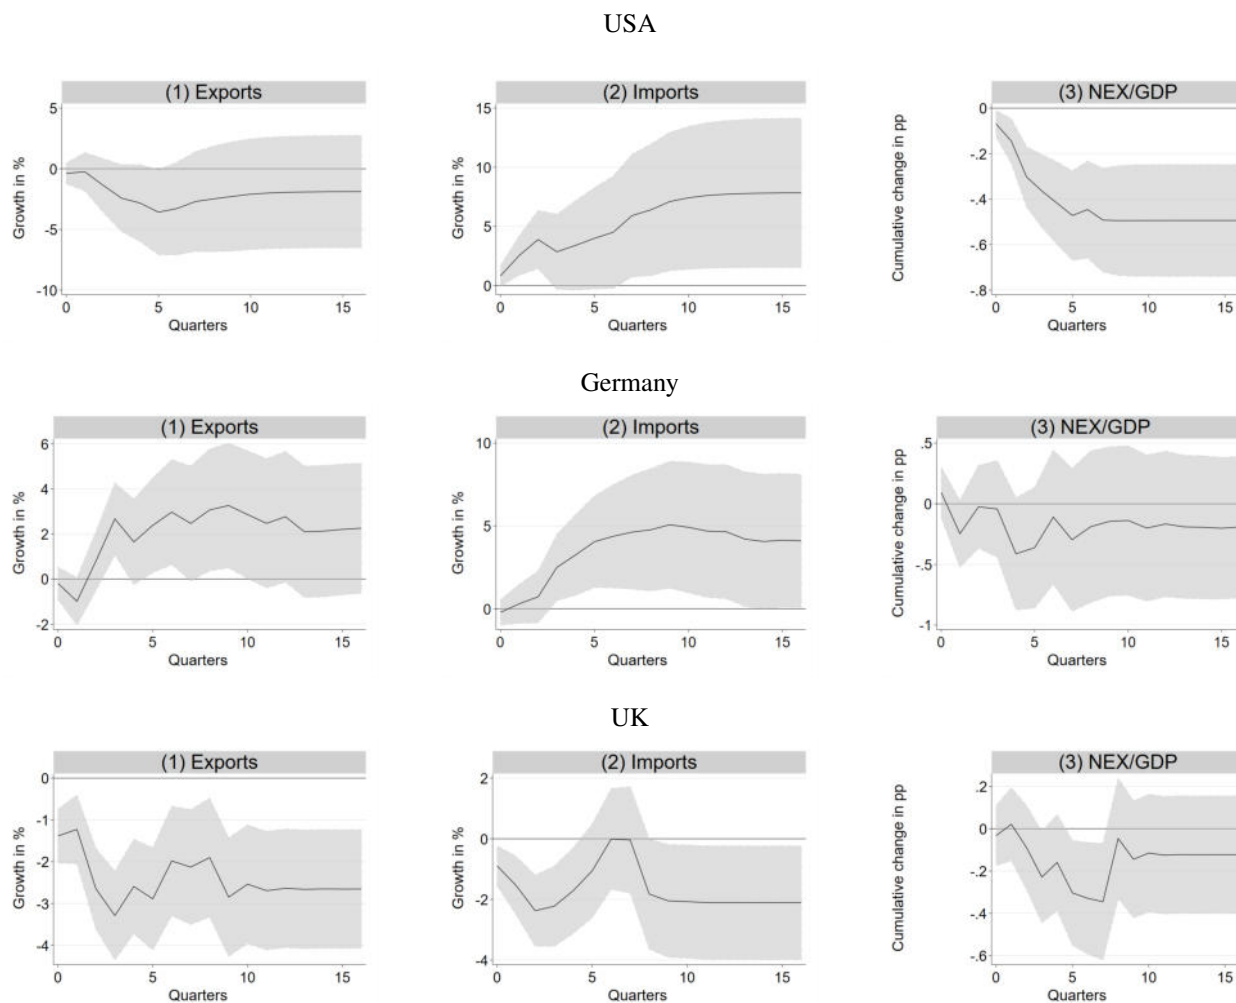 USA
(1) Exports
5
0
-5
-10
Growth in %
0 5 10 15
Quarters
(2) Imports
15
10
5
0
Growth in %
0 5 10 15
Quarters
(3) NEX/GDP
0
-.2
-.4
-.6
-.8
Cumulative change in pp
0 5 10 15
Quarters
Germany
(1) Exports
6
4
2
0
-2
Growth in %
0 5 10 15
Quarters
(2) Imports
10
5
0
Growth in %
0 5 10 15
Quarters
(3) NEX/GDP
.5
0
-.5
-1
Cumulative change in pp
0 5 10 15
Quarters
UK
(1) Exports
0
-1
-2
-3
-4
Growth in %
0 5 10 15
Quarters
(2) Imports
2
0
-2
-4
Growth in %
0 5 10 15
Quarters
(3) NEX/GDP
.2
0
-.2
-.4
-.6
Cumulative change in pp
0 5 10 15
Quarters